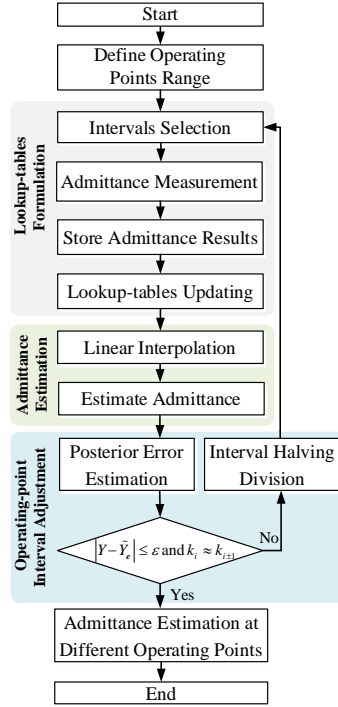 Start
Define Operating
Points Range
Lookup-tables
Formulation
Intervals Selection
Admittance Measurement
Store Admittance Results
Lookup-tables Updating
Admittance
Estimation
Linear Interpolation
Estimate Admittance
Operating-point
Interval Adjustment
Posterior Error
Estimation
Interval Halving
Division
|Y − Ỹₑ| ≤ ε and kᵢ ≈ kᵢ±₁
No
Yes
Admittance Estimation at
Different Operating Points
End